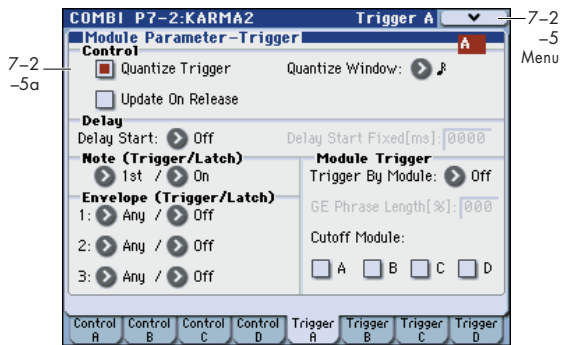 COMBI P7-2:KARMA2 Trigger A
7-2
-5
Menu
Module Parameter-Trigger
A
Control
Quantize Trigger Quantize Window:
7-2
-5a
Update On Release
Delay
Delay Start: Off Delay Start Fixed[ms]: 0000
Note (Trigger/Latch) Module Trigger
1st / On Trigger By Module: Off
Envelope (Trigger/Latch)
1: Any / Off GE Phrase Length[%]: 000
2: Any / Off Cutoff Module:
3: Any / Off A B C D
Control A Control B Control C Control D Trigger A Trigger B Trigger C Trigger D